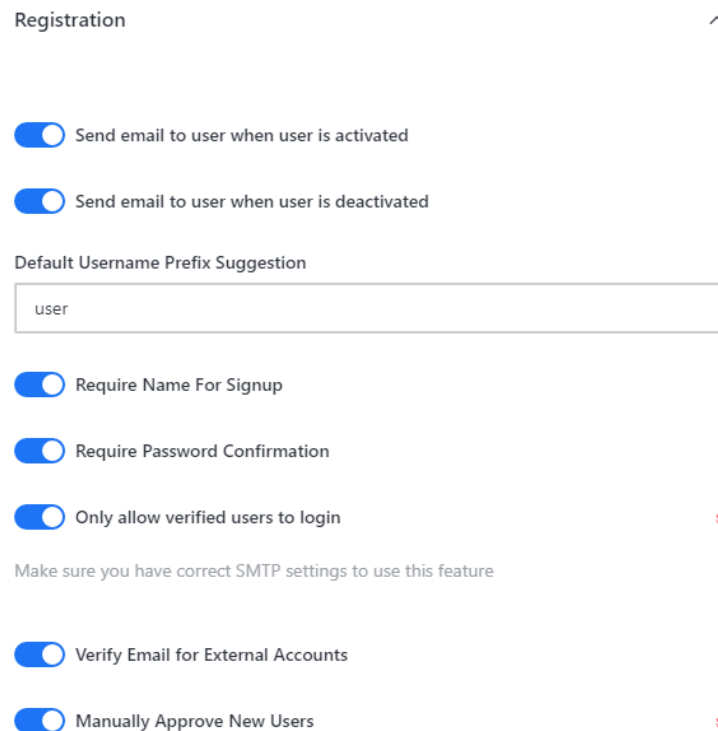 Registration
Send email to user when user is activated
Send email to user when user is deactivated
Default Username Prefix Suggestion
user
Require Name For Signup
Require Password Confirmation
Only allow verified users to login
Make sure you have correct SMTP settings to use this feature
Verify Email for External Accounts
Manually Approve New Users